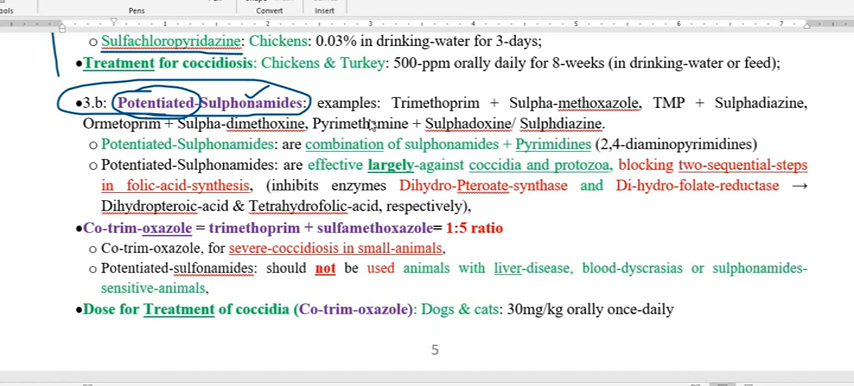 Pens
Convert
Insert
1 2 3 4 5 6 7
o Sulfachloropyridazine: Chickens: 0.03% in drinking-water for 3-days;
•Treatment for coccidiosis: Chickens & Turkey: 500-ppm orally daily for 8-weeks (in drinking-water or feed);
•3.b: Potentiated-Sulphonamides: examples: Trimethoprim + Sulpha-methoxazole, TMP + Sulphadiazine,
Ormetoprim + Sulpha-dimethoxine, Pyrimethamine + Sulphadoxine/ Sulphdiazine.
o Potentiated-Sulphonamides: are combination of sulphonamides + Pyrimidines (2,4-diaminopyrimidines)
o Potentiated-Sulphonamides: are effective largely-against coccidia and protozoa, blocking two-sequential-steps
in folic-acid-synthesis, (inhibits enzymes Dihydro-Pteroate-synthase and Di-hydro-folate-reductase →
Dihydropteroic-acid & Tetrahydrofolic-acid, respectively),
•Co-trim-oxazole = trimethoprim + sulfamethoxazole= 1:5 ratio
o Co-trim-oxazole, for severe-coccidiosis in small-animals,
o Potentiated-sulfonamides: should not be used animals with liver-disease, blood-dyscrasias or sulphonamides-
sensitive-animals,
•Dose for Treatment of coccidia (Co-trim-oxazole): Dogs & cats: 30mg/kg orally once-daily
5